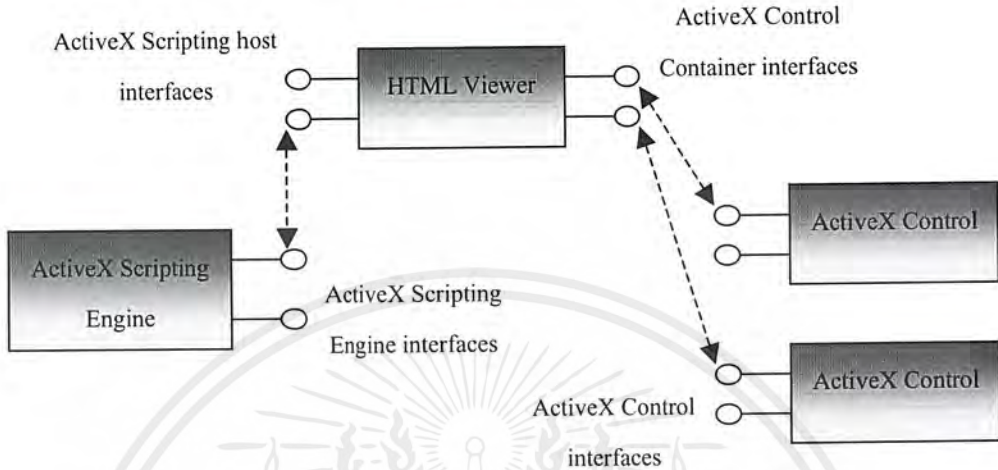 ActiveX Scripting host
interfaces
HTML Viewer
ActiveX Control
Container interfaces
ActiveX Control
ActiveX Scripting
Engine
ActiveX Scripting
Engine interfaces
ActiveX Control
ActiveX Control
interfaces